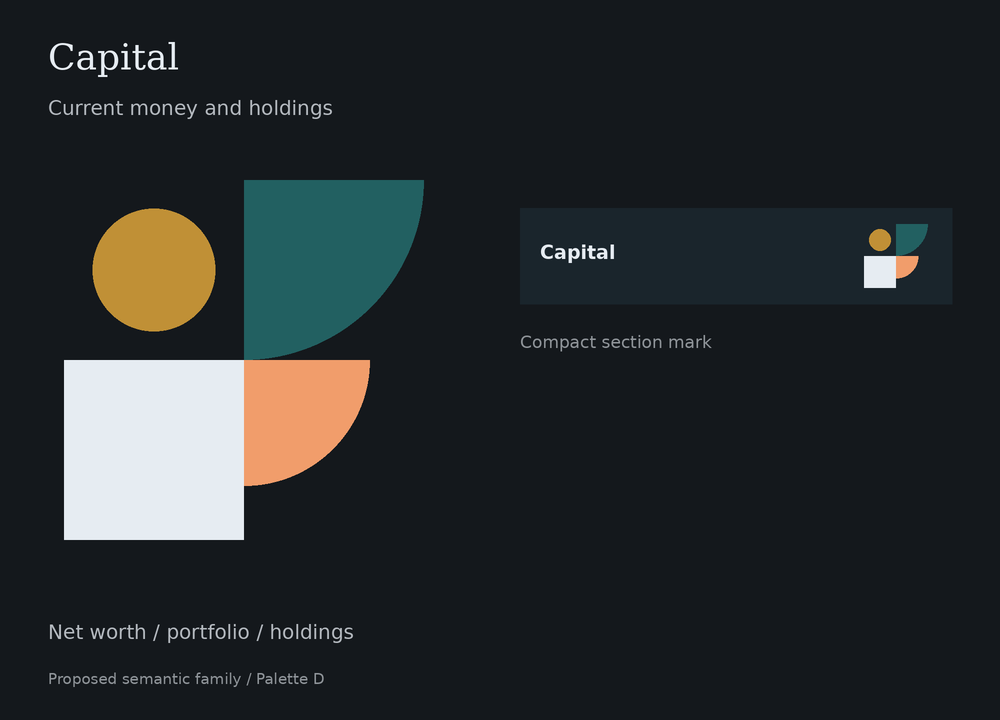 Capital
Current money and holdings
Capital
Compact section mark
Net worth / portfolio / holdings
Proposed semantic family / Palette D